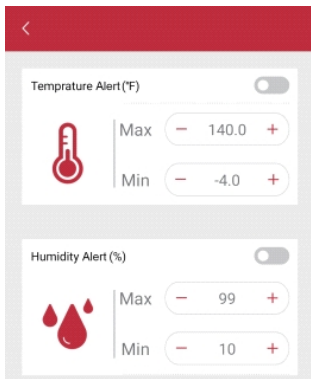 Temprature Alert(°F)
Max − 140.0 +
Min − -4.0 +
Humidity Alert (%)
Max − 99 +
Min − 10 +